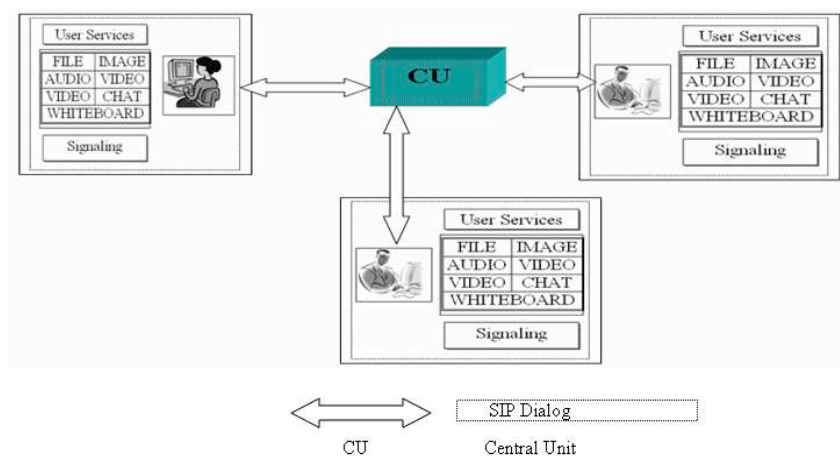 User Services
FILE IMAGE
AUDIO VIDEO
VIDEO CHAT
WHITEBOARD
Signaling
CU
User Services
FILE IMAGE
AUDIO VIDEO
VIDEO CHAT
WHITEBOARD
Signaling
User Services
FILE IMAGE
AUDIO VIDEO
VIDEO CHAT
WHITEBOARD
Signaling
SIP Dialog
CU Central Unit